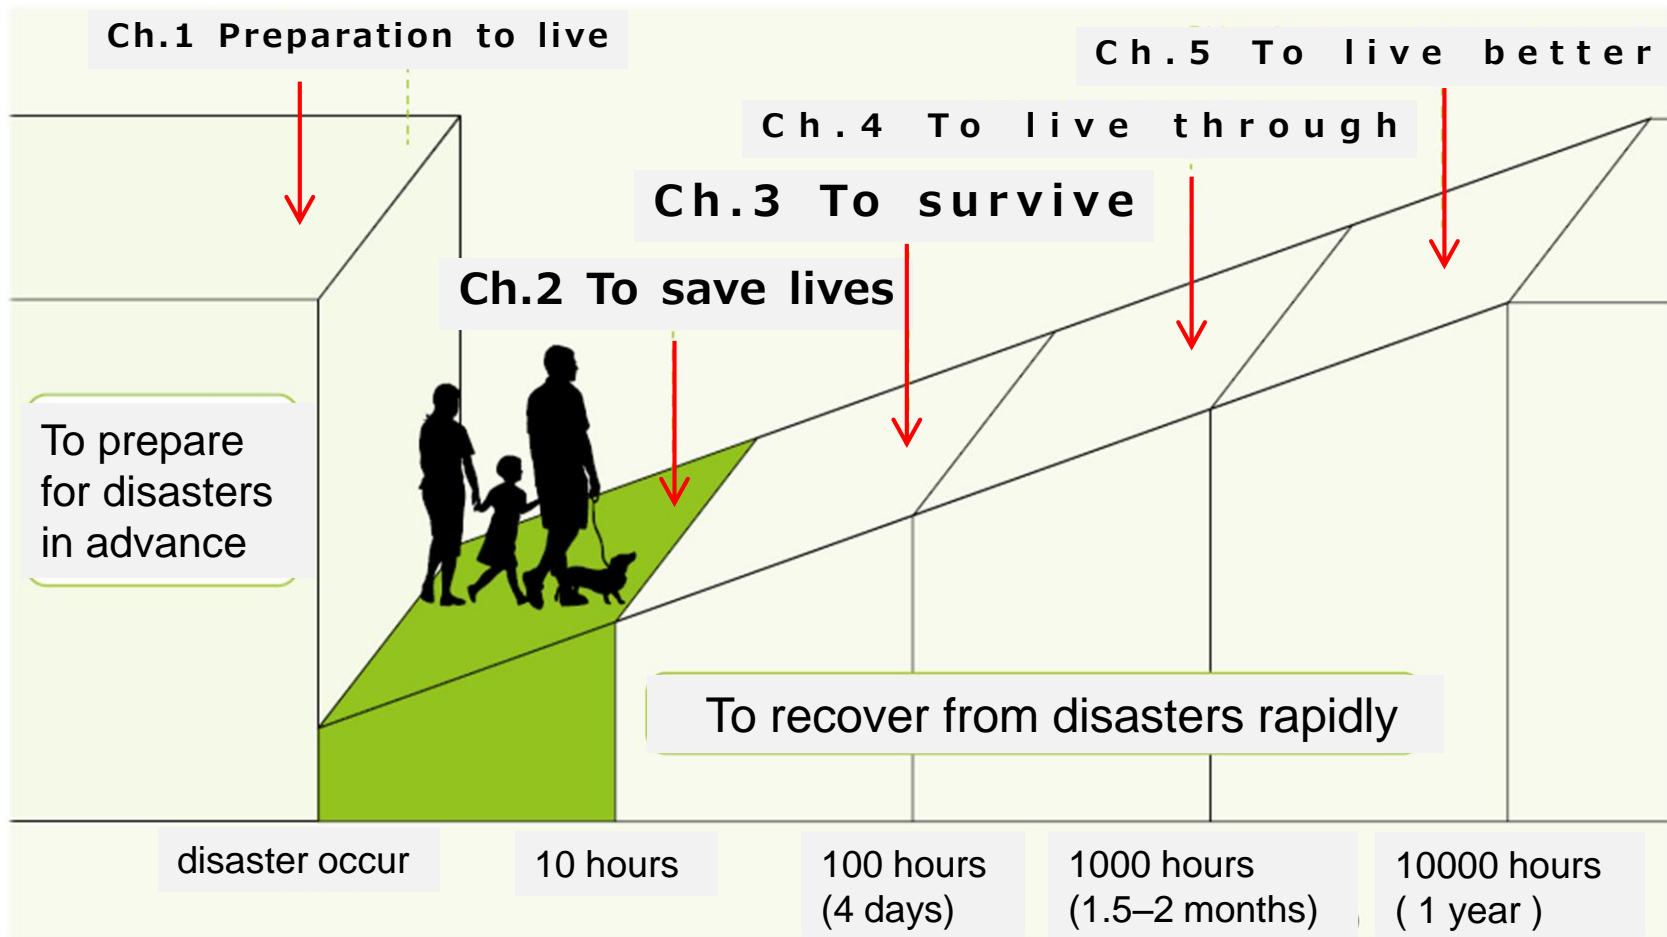 Ch.1 Preparation to live
Ch.5 To live better
Ch.4 To live through
Ch.3 To survive
Ch.2 To save lives
To prepare
for disasters
in advance
To recover from disasters rapidly
disaster occur
10 hours
100 hours
(4 days)
1000 hours
(1.5–2 months)
10000 hours
( 1 year )